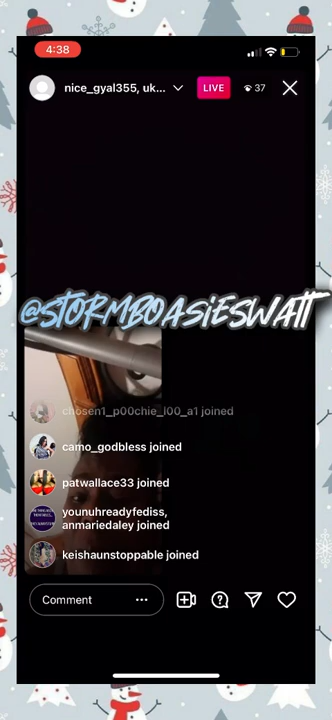 4:38
nice_gyal355, uk...
LIVE
37
@STORMBOASIESWATT
chosen1_p00chie_l00_a1 joined
camo_godbless joined
patwallace33 joined
younuhreadyfediss,
anmariedaley joined
keishaunstoppable joined
Comment